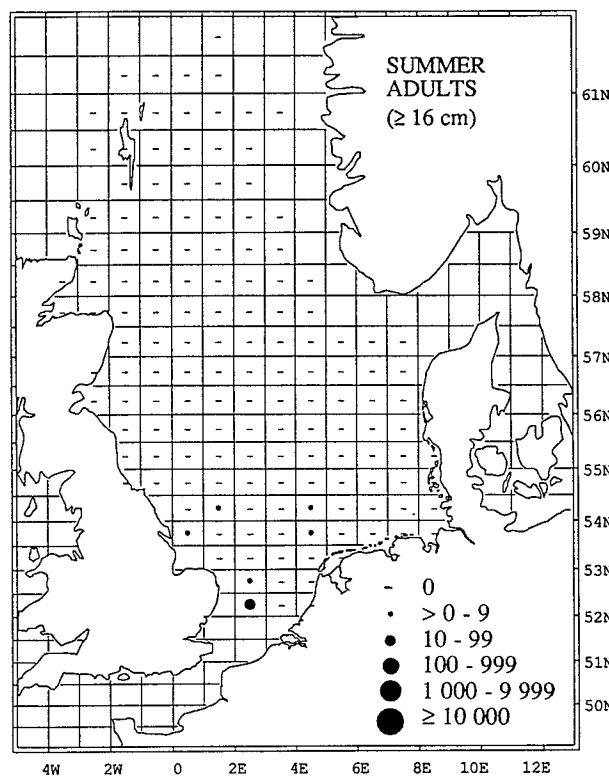 SUMMER
ADULTS
(≥ 16 cm)
61N
60N
59N
58N
57N
56N
55N
54N
53N
52N
51N
50N
- 0
> 0 - 9
10 - 99
100 - 999
1 000 - 9 999
≥ 10 000
4W 2W 0 2E 4E 6E 8E 10E 12E